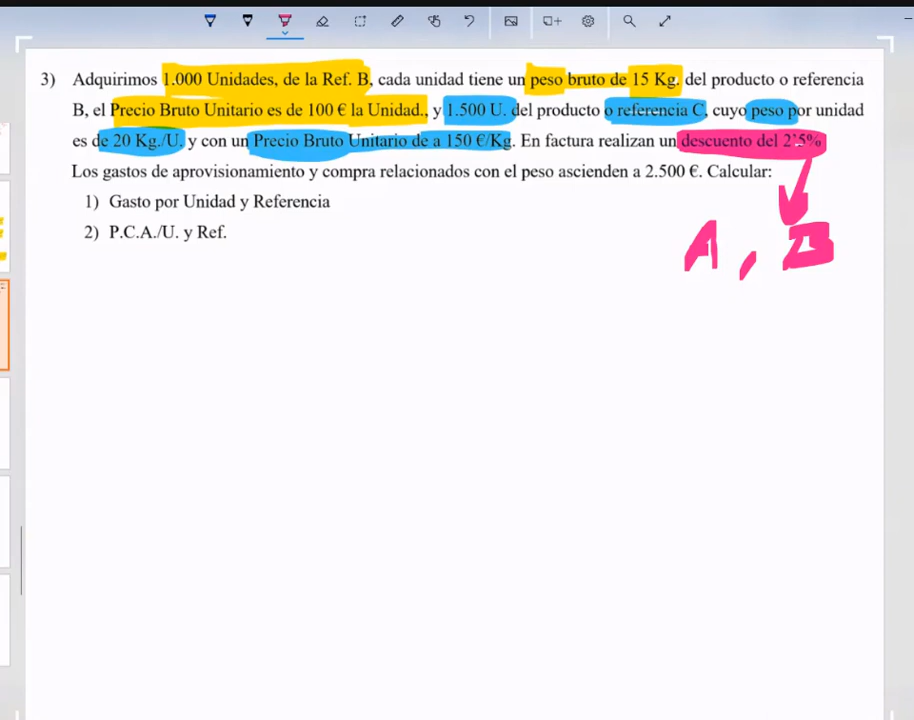 3) Adquirimos 1.000 Unidades, de la Ref. B, cada unidad tiene un peso bruto de 15 Kg. del producto o referencia
B, el Precio Bruto Unitario es de 100 € la Unidad., y 1.500 U. del producto o referencia C, cuyo peso por unidad
es de 20 Kg./U. y con un Precio Bruto Unitario de a 150 €/Kg. En factura realizan un descuento del 2'5%
Los gastos de aprovisionamiento y compra relacionados con el peso ascienden a 2.500 €. Calcular:
1) Gasto por Unidad y Referencia
2) P.C.A./U. y Ref.
A, B